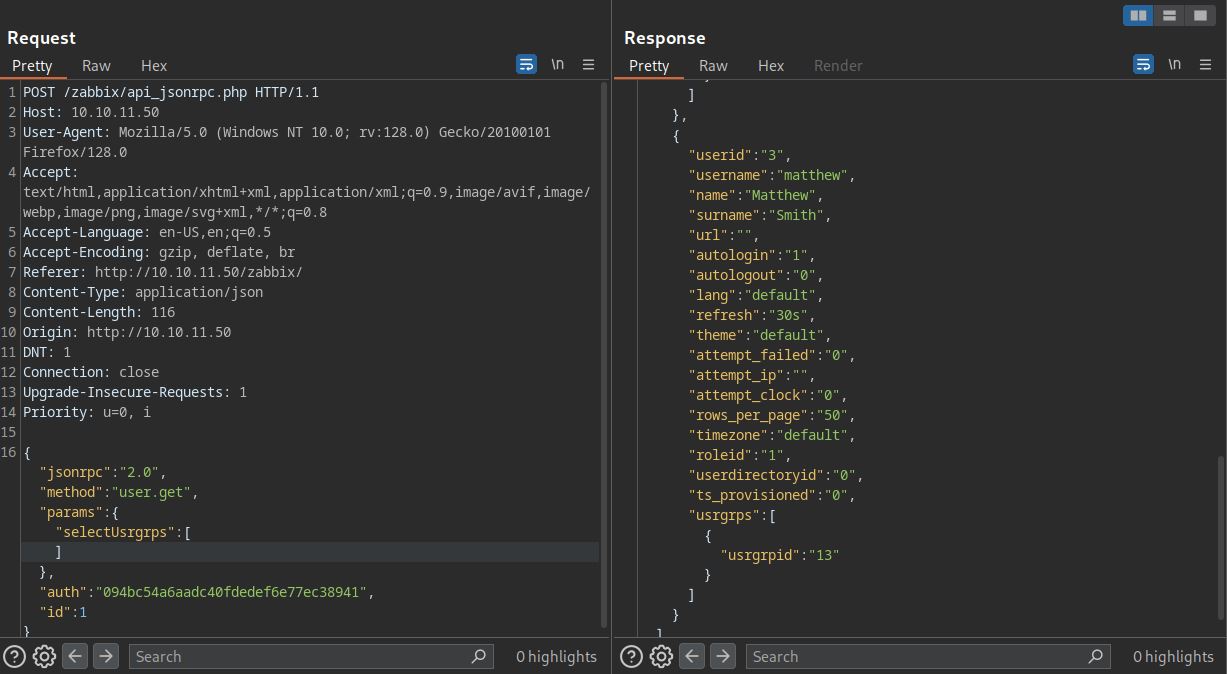 Request
Pretty Raw Hex \n
1 POST /zabbix/api_jsonrpc.php HTTP/1.1
2 Host: 10.10.11.50
3 User-Agent: Mozilla/5.0 (Windows NT 10.0; rv:128.0) Gecko/20100101
Firefox/128.0
4 Accept:
text/html,application/xhtml+xml,application/xml;q=0.9,image/avif,image/
webp,image/png,image/svg+xml,*/*;q=0.8
5 Accept-Language: en-US,en;q=0.5
6 Accept-Encoding: gzip, deflate, br
7 Referer: http://10.10.11.50/zabbix/
8 Content-Type: application/json
9 Content-Length: 116
10 Origin: http://10.10.11.50
11 DNT: 1
12 Connection: close
13 Upgrade-Insecure-Requests: 1
14 Priority: u=0, i
15
16 {
"jsonrpc":"2.0",
"method":"user.get",
"params":{
"selectUsrgrps":[
]
},
"auth":"094bc54a6aadc40fdedef6e77ec38941",
"id":1
}
? Search 0 highlights
Response
Pretty Raw Hex Render \n
]
},
{
"userid":"3",
"username":"matthew",
"name":"Matthew",
"surname":"Smith",
"url":"",
"autologin":"1",
"autologout":"0",
"lang":"default",
"refresh":"30s",
"theme":"default",
"attempt_failed":"0",
"attempt_ip":"",
"attempt_clock":"0",
"rows_per_page":"50",
"timezone":"default",
"roleid":"1",
"userdirectoryid":"0",
"ts_provisioned":"0",
"usrgrps":[
{
"usrgrpid":"13"
}
]
}
]
? Search 0 highlights